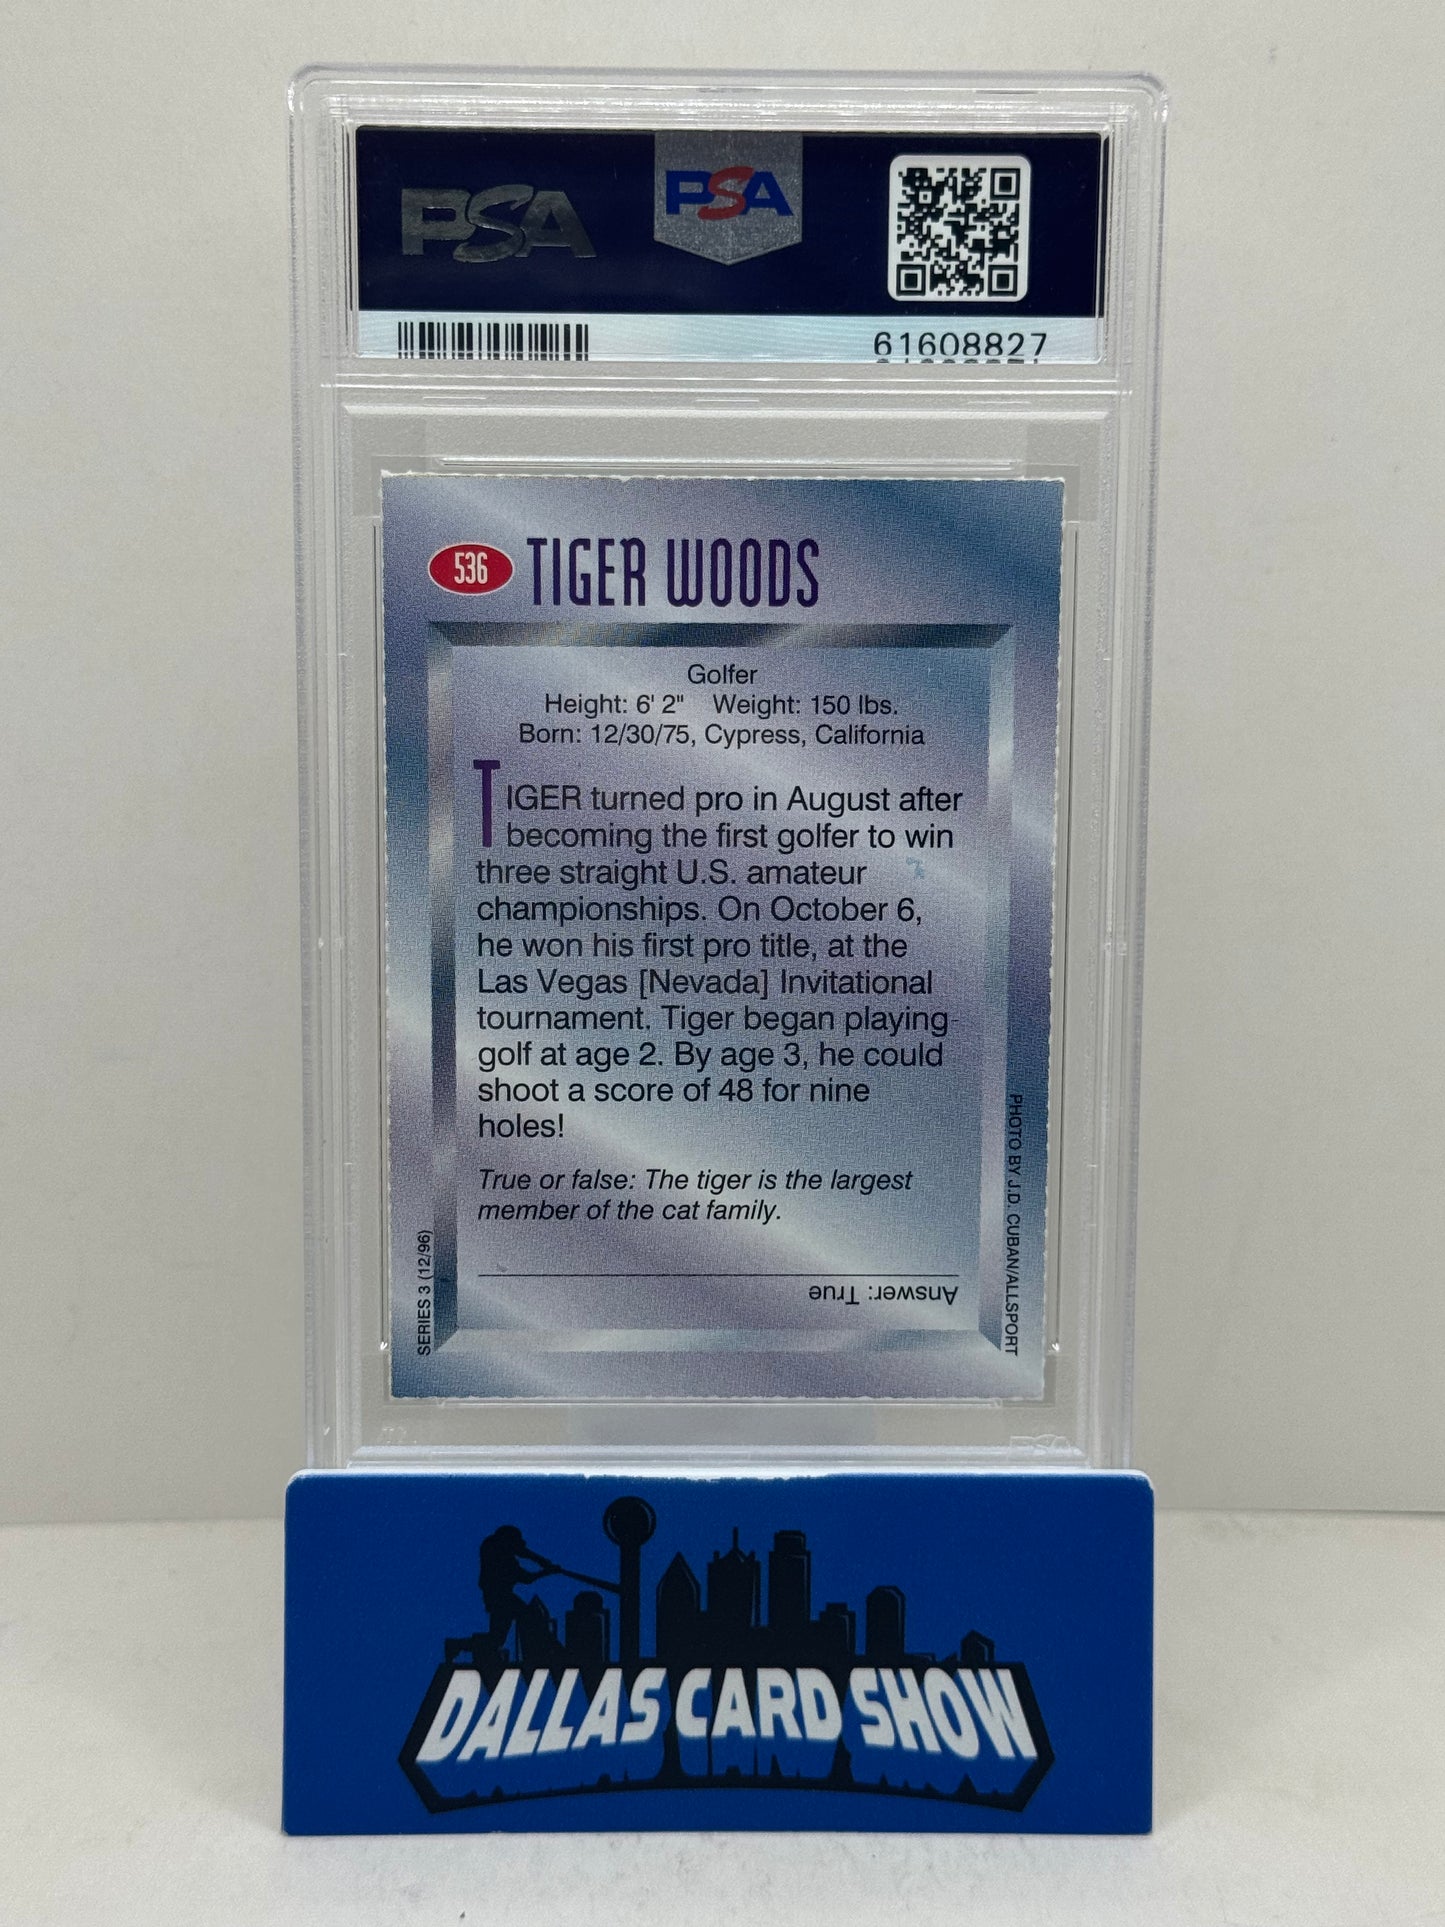 PSA
PSA
61608827
536 TIGER WOODS
Golfer
Height: 6' 2" Weight: 150 lbs.
Born: 12/30/75, Cypress, California
TIGER turned pro in August after
becoming the first golfer to win
three straight U.S. amateur
championships. On October 6,
he won his first pro title, at the
Las Vegas [Nevada] Invitational
tournament. Tiger began playing
golf at age 2. By age 3, he could
shoot a score of 48 for nine
holes!
True or false: The tiger is the largest
member of the cat family.
Answer: True
SERIES 3 (12/96)
PHOTO BY J.D. CUBAN/ALLSPORT
PSA
DALLAS CARD SHOW